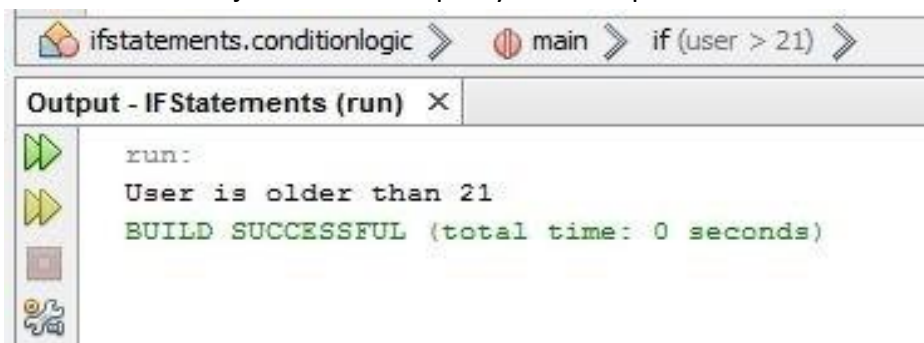 ifstatements.conditionlogic main if (user > 21)
Output - IFStatements (run) ×
run:
User is older than 21
BUILD SUCCESSFUL (total time: 0 seconds)